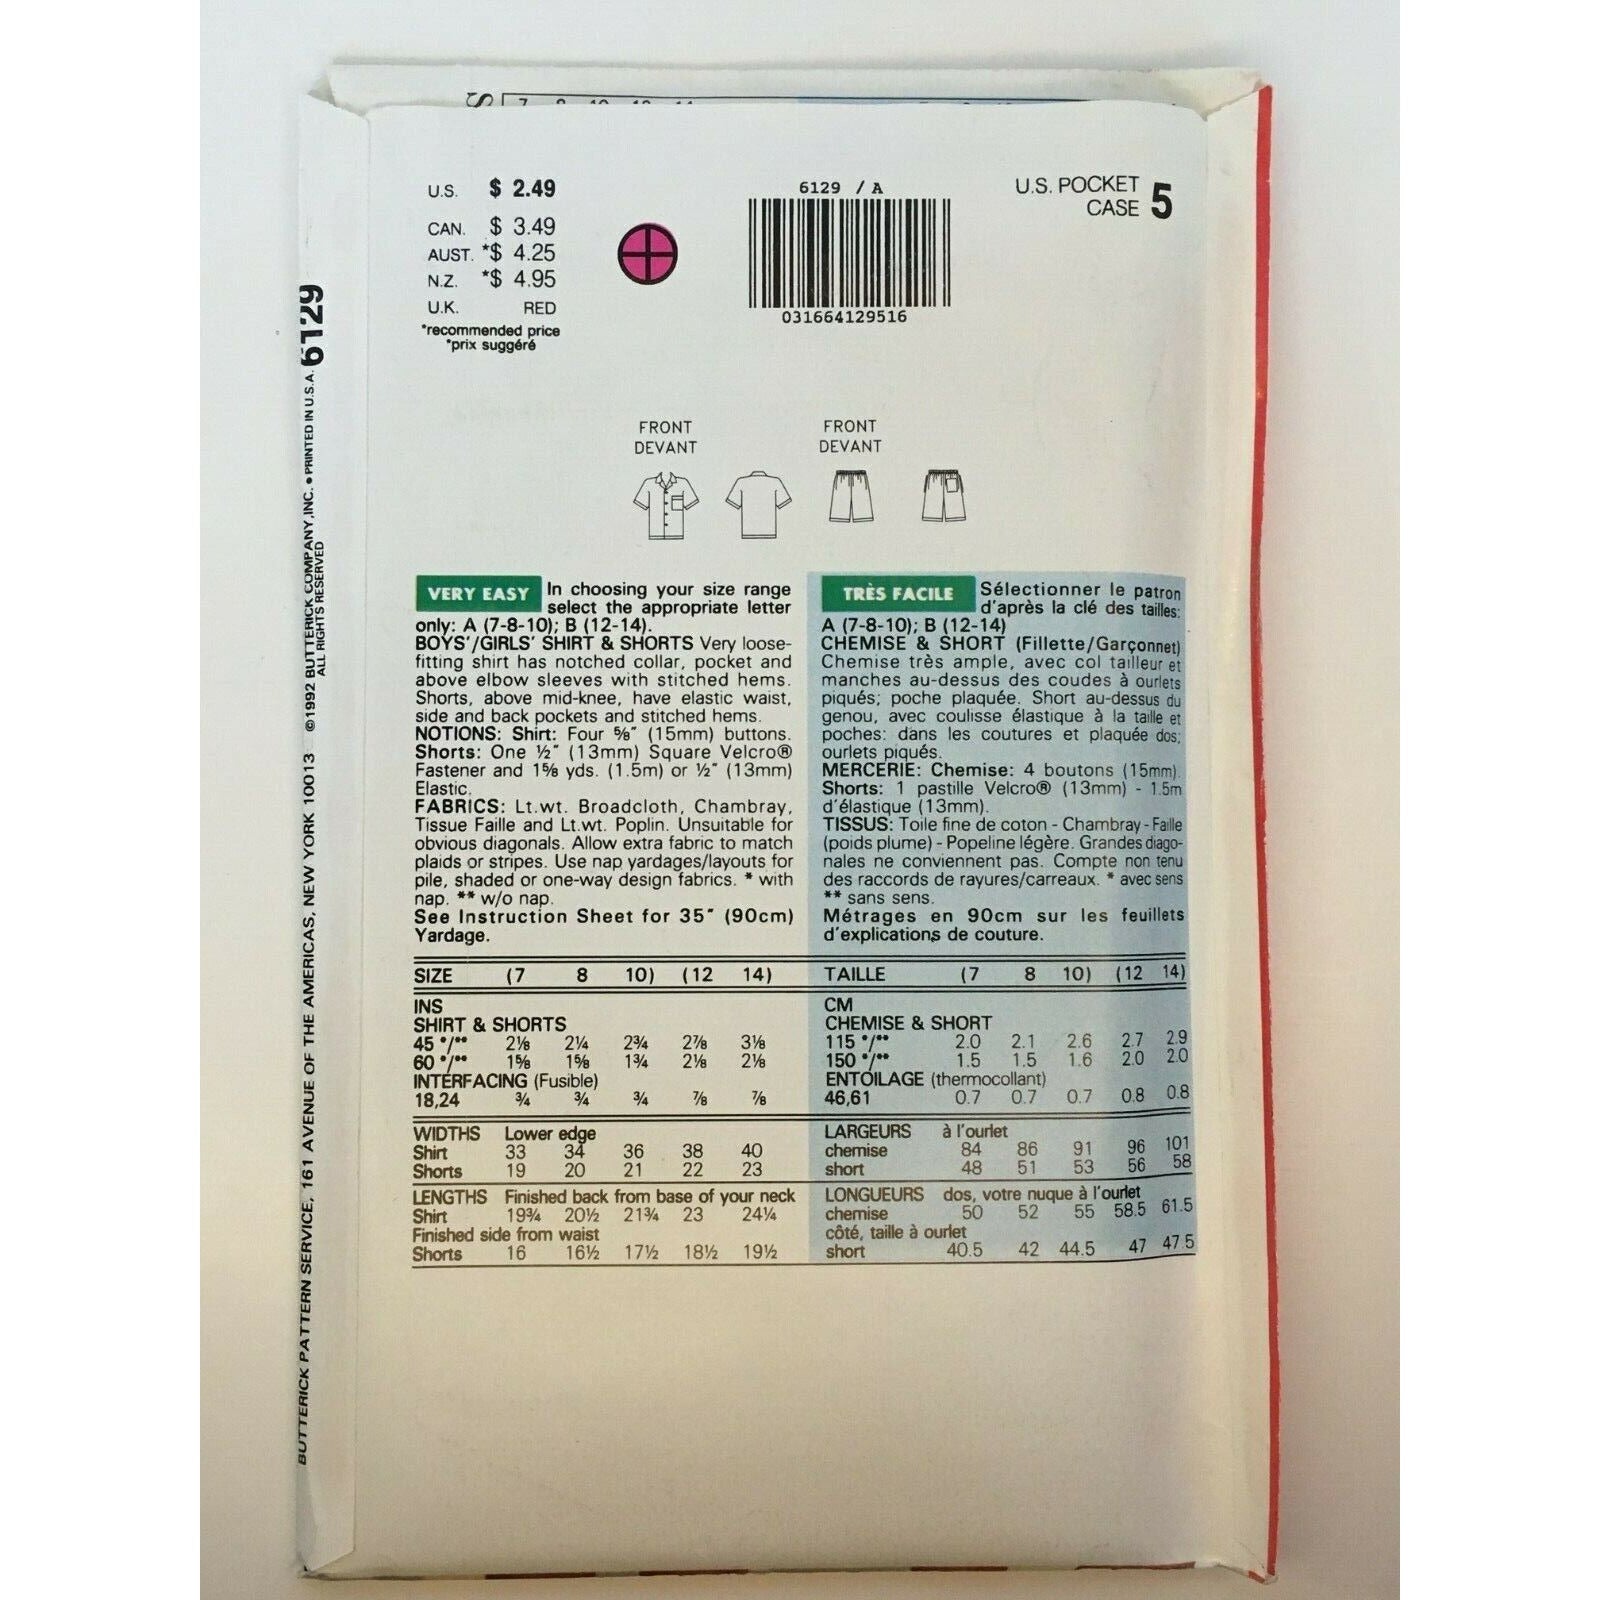 7 8 10 12 14
U.S. $ 2.49
CAN. $ 3.49
AUST. *$ 4.25
N.Z. *$ 4.95
U.K. RED
*recommended price
*prix suggéré
6129 / A
031664129516
U.S. POCKET
CASE 5
FRONT
DEVANT
FRONT
DEVANT
VERY EASY In choosing your size range
select the appropriate letter
only: A (7-8-10); B (12-14).
BOYS'/GIRLS' SHIRT & SHORTS Very loose-
fitting shirt has notched collar, pocket and
above elbow sleeves with stitched hems.
Shorts, above mid-knee, have elastic waist,
side and back pockets and stitched hems.
NOTIONS: Shirt: Four ⅝" (15mm) buttons.
Shorts: One ½" (13mm) Square Velcro®
Fastener and 1⅝ yds. (1.5m) or ½" (13mm)
Elastic.
FABRICS: Lt.wt. Broadcloth, Chambray,
Tissue Faille and Lt.wt. Poplin. Unsuitable for
obvious diagonals. Allow extra fabric to match
plaids or stripes. Use nap yardages/layouts for
pile, shaded or one-way design fabrics. * with
nap. ** w/o nap.
See Instruction Sheet for 35" (90cm)
Yardage.
SIZE (7 8 10) (12 14)
INS
SHIRT & SHORTS
45 */** 2⅛ 2¼ 2¾ 2⅞ 3⅛
60 */** 1⅝ 1⅝ 1¾ 2⅛ 2⅛
INTERFACING (Fusible)
18,24 ¾ ¾ ¾ ⅞ ⅞
WIDTHS Lower edge
Shirt 33 34 36 38 40
Shorts 19 20 21 22 23
LENGTHS Finished back from base of your neck
Shirt 19¾ 20½ 21¾ 23 24¼
Finished side from waist
Shorts 16 16½ 17½ 18½ 19½
TRÈS FACILE Sélectionner le patron
d'après la clé des tailles:
A (7-8-10); B (12-14)
CHEMISE & SHORT (Fillette/Garçonnet)
Chemise très ample, avec col tailleur et
manches au-dessus des coudes à ourlets
piqués; poche plaquée. Short au-dessus du
genou, avec coulisse élastique à la taille et
poches: dans les coutures et plaquée dos;
ourlets piqués.
MERCERIE: Chemise: 4 boutons (15mm).
Shorts: 1 pastille Velcro® (13mm) - 1.5m
d'élastique (13mm).
TISSUS: Toile fine de coton - Chambray - Faille
(poids plume) - Popeline légère. Grandes diago-
nales ne conviennent pas. Compte non tenu
des raccords de rayures/carreaux. * avec sens
** sans sens.
Métrages en 90cm sur les feuillets
d'explications de couture.
TAILLE (7 8 10) (12 14)
CM
CHEMISE & SHORT
115 */** 2.0 2.1 2.6 2.7 2.9
150 */** 1.5 1.5 1.6 2.0 2.0
ENTOILAGE (thermocollant)
46,61 0.7 0.7 0.7 0.8 0.8
LARGEURS à l'ourlet
chemise 84 86 91 96 101
short 48 51 53 56 58
LONGUEURS dos, votre nuque à l'ourlet
chemise 50 52 55 58.5 61.5
côté, taille à ourlet
short 40.5 42 44.5 47 47.5
BUTTERICK PATTERN SERVICE, 161 AVENUE OF THE AMERICAS, NEW YORK 10013 ©1992 BUTTERICK COMPANY, INC. • PRINTED IN U.S.A. 6129
ALL RIGHTS RESERVED